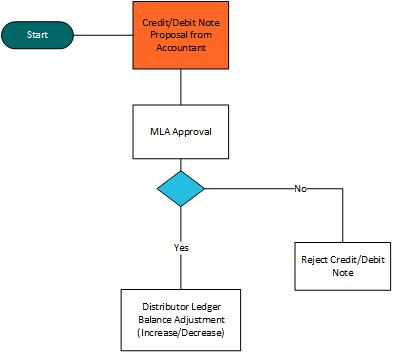 Start
Credit/Debit Note
Proposal from
Accountant
MLA Approval
No
Yes
Reject Credit/Debit
Note
Distributor Ledger
Balance Adjustment
(Increase/Decrease)